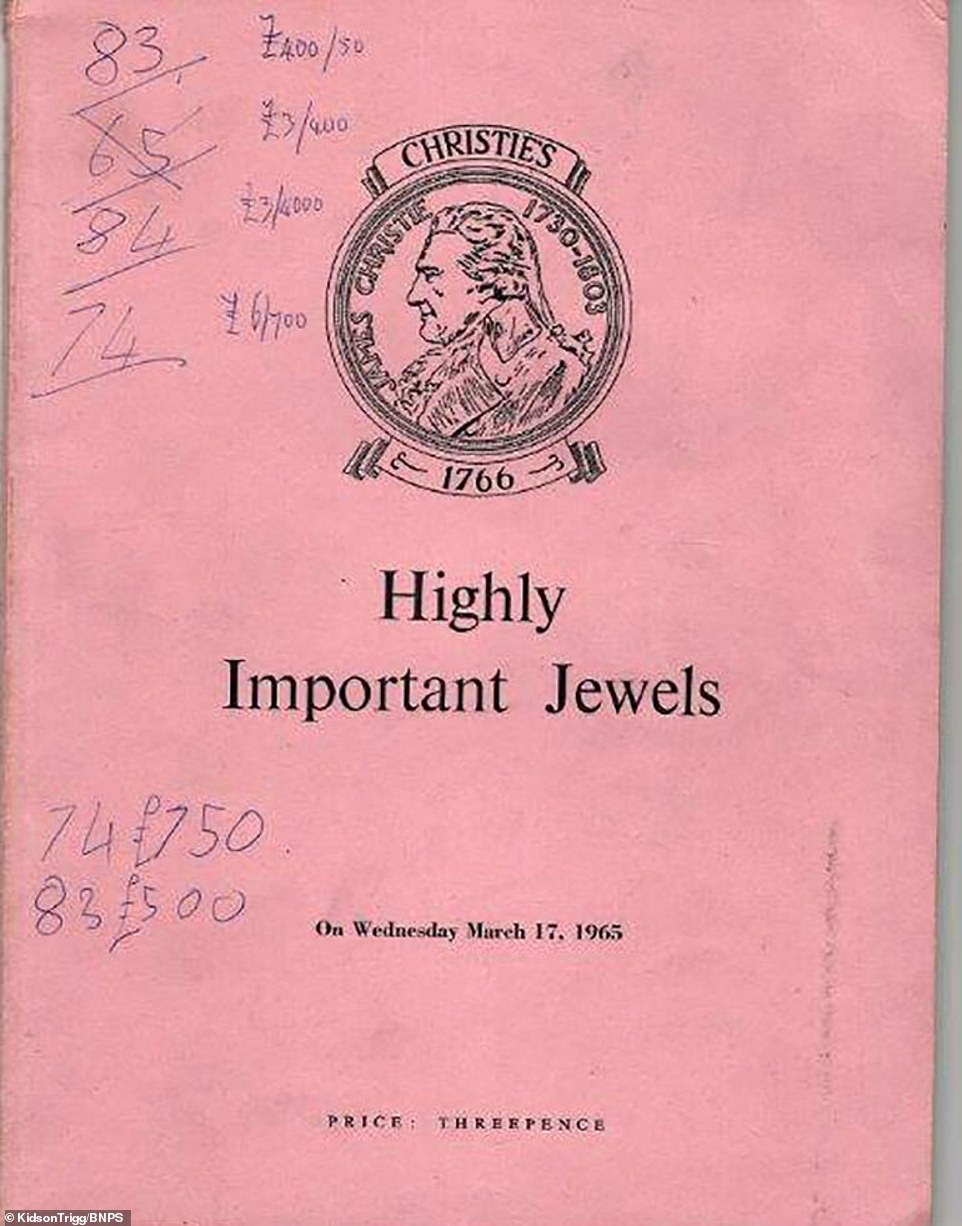 83. £400/50
65 £3/400
84 £3/4000
74 £6/700
CHRISTIES
JAMES CHRISTIE 1730-1803
1766
Highly
Important Jewels
74 £750
83 £500
On Wednesday March 17, 1965
PRICE: THREEPENCE
© KidsonTrigg/BNPS